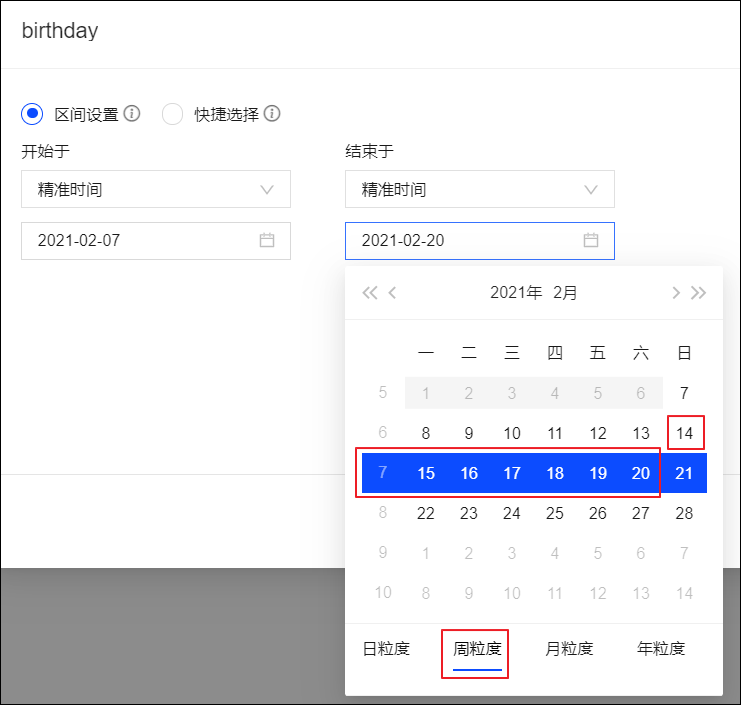 birthday
区间设置 快捷选择
开始于 结束于
精准时间 精准时间
2021-02-07 2021-02-20
2021年 2月
一 二 三 四 五 六 日
5 1 2 3 4 5 6 7
6 8 9 10 11 12 13 14
7 15 16 17 18 19 20 21
8 22 23 24 25 26 27 28
9 1 2 3 4 5 6 7
10 8 9 10 11 12 13 14
日粒度 周粒度 月粒度 年粒度